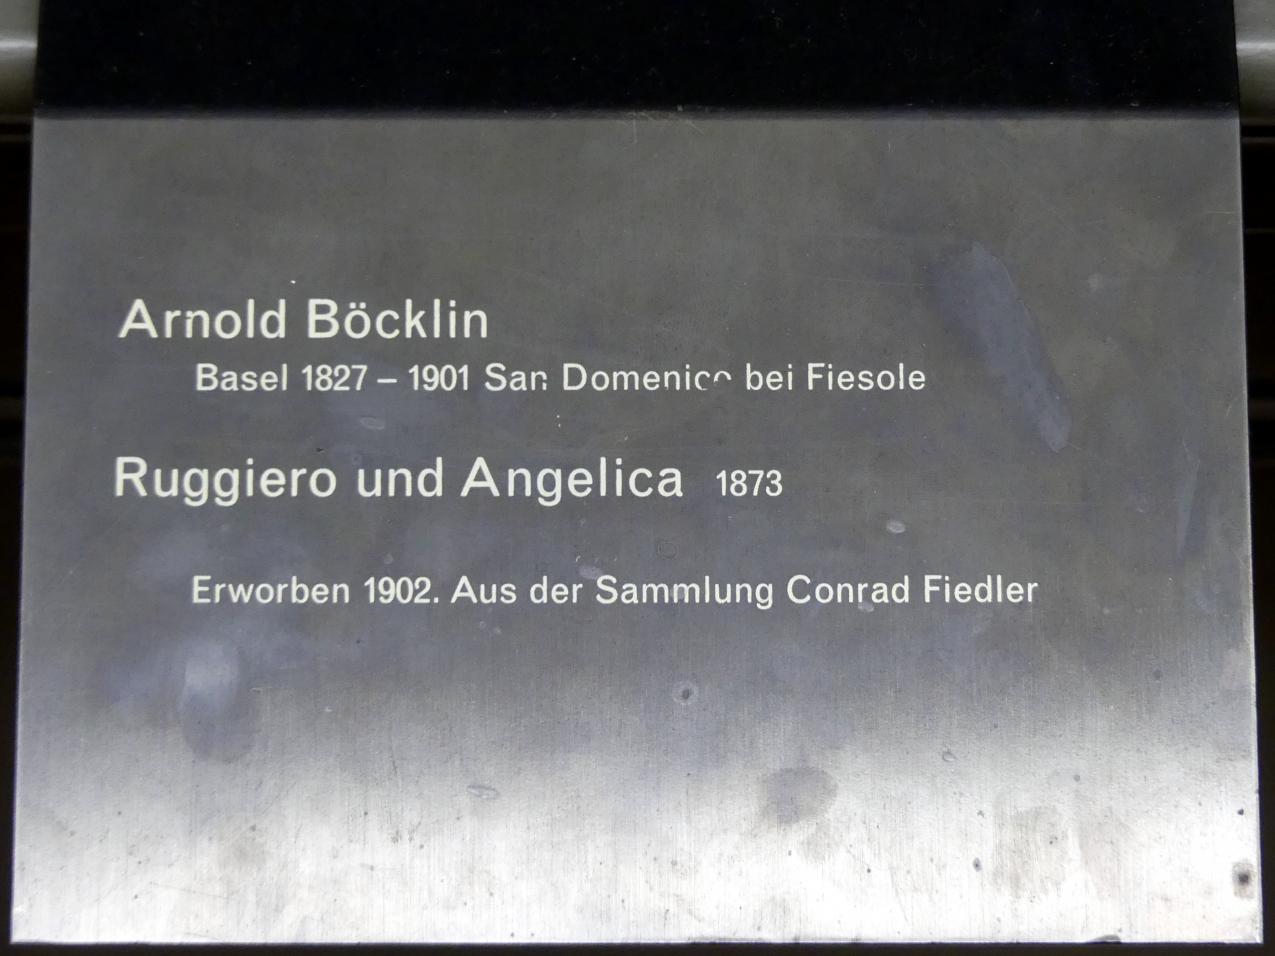 Arnold Böcklin
Basel 1827 – 1901 San Domenico bei Fiesole
Ruggiero und Angelica 1873
Erworben 1902. Aus der Sammlung Conrad Fiedler